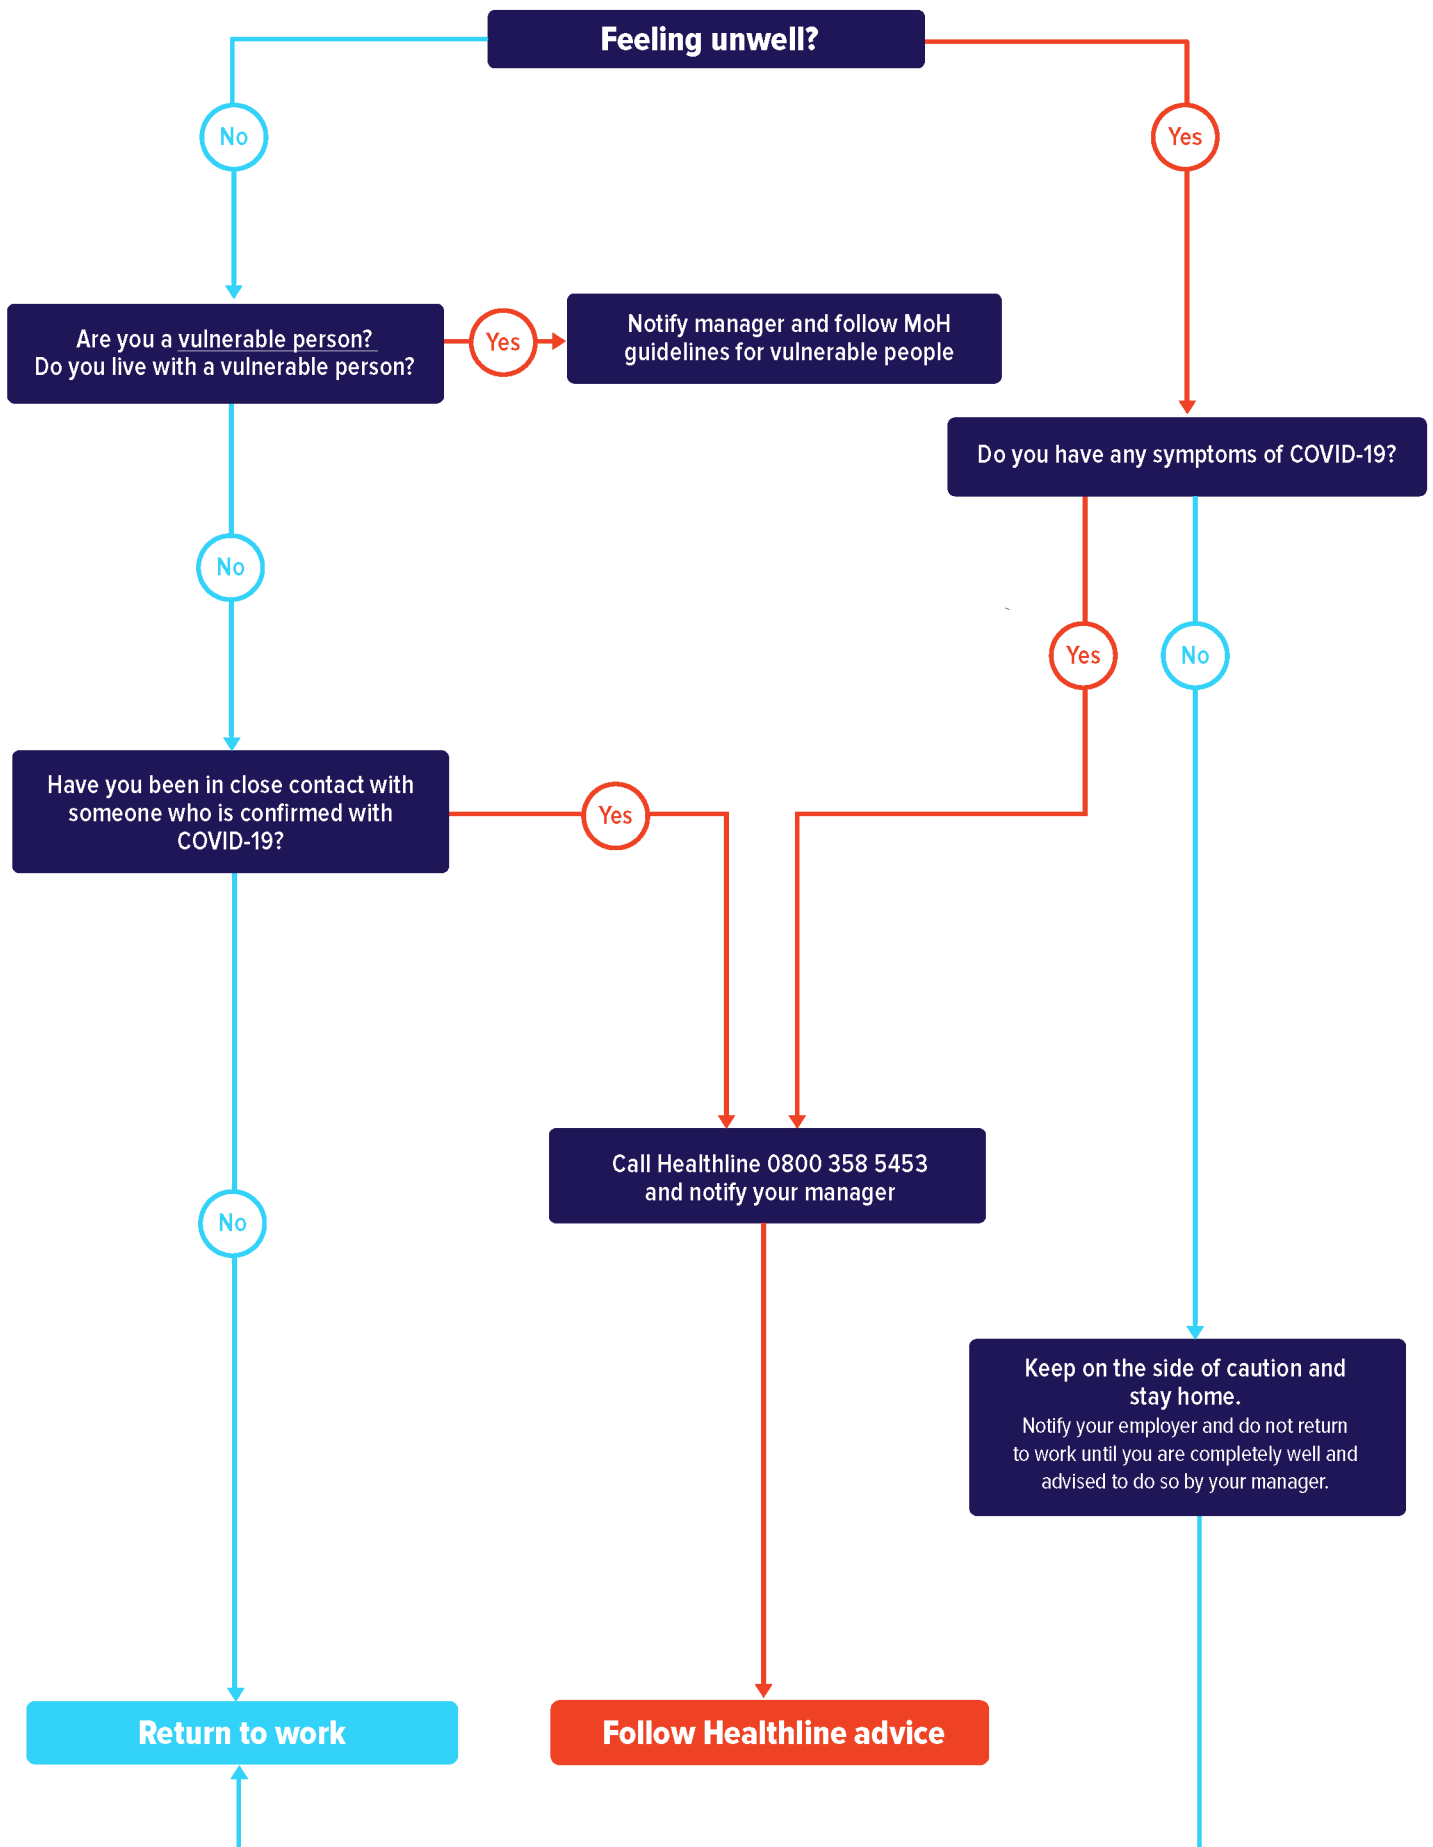 Feeling unwell?
No
Yes
Are you a vulnerable person?
Do you live with a vulnerable person?
Yes
Notify manager and follow MoH
guidelines for vulnerable people
Do you have any symptoms of COVID-19?
No
Yes
No
Have you been in close contact with
someone who is confirmed with
COVID-19?
Yes
Call Healthline 0800 358 5453
and notify your manager
No
Keep on the side of caution and
stay home.
Notify your employer and do not return
to work until you are completely well and
advised to do so by your manager.
Return to work
Follow Healthline advice